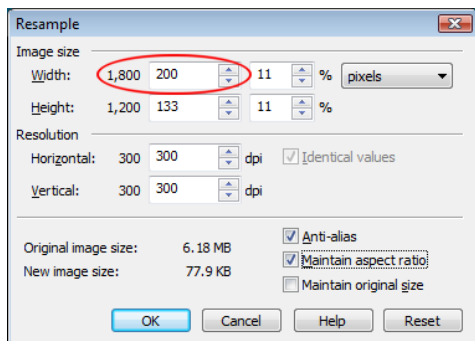 Resample
Image size
Width: 1,800 200 11 % pixels
Height: 1,200 133 11 %
Resolution
Horizontal: 300 300 dpi Identical values
Vertical: 300 300 dpi
Original image size: 6.18 MB
New image size: 77.9 KB
Anti-alias
Maintain aspect ratio
Maintain original size
OK Cancel Help Reset